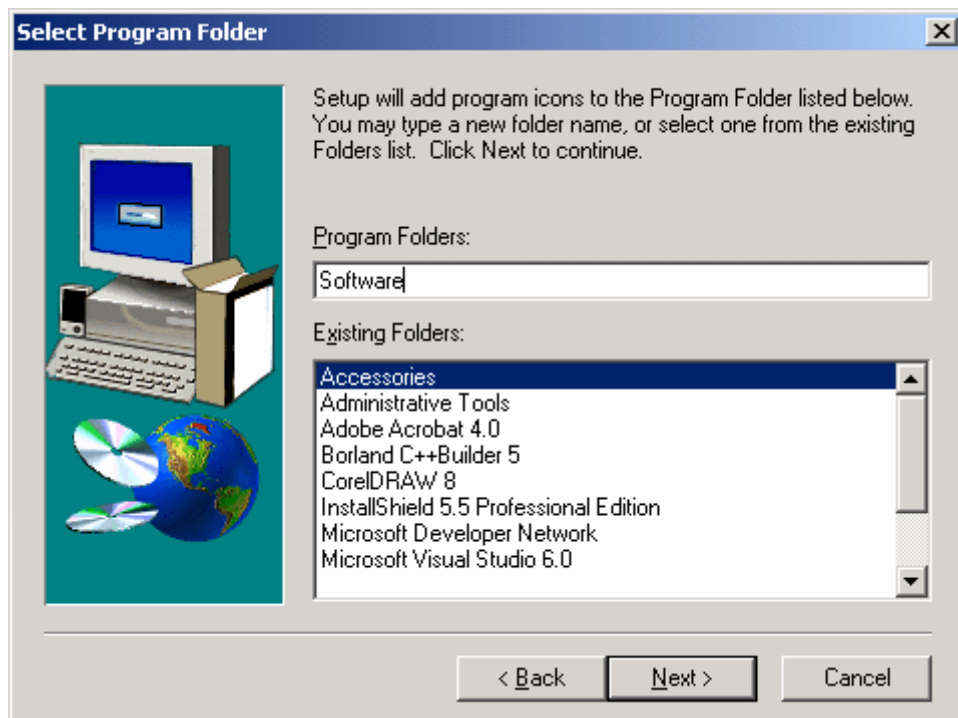 Select Program Folder
Setup will add program icons to the Program Folder listed below.
You may type a new folder name, or select one from the existing
Folders list.  Click Next to continue.
Program Folders:
Software
Existing Folders:
Accessories
Administrative Tools
Adobe Acrobat 4.0
Borland C++Builder 5
CorelDRAW 8
InstallShield 5.5 Professional Edition
Microsoft Developer Network
Microsoft Visual Studio 6.0
< Back
Next >
Cancel